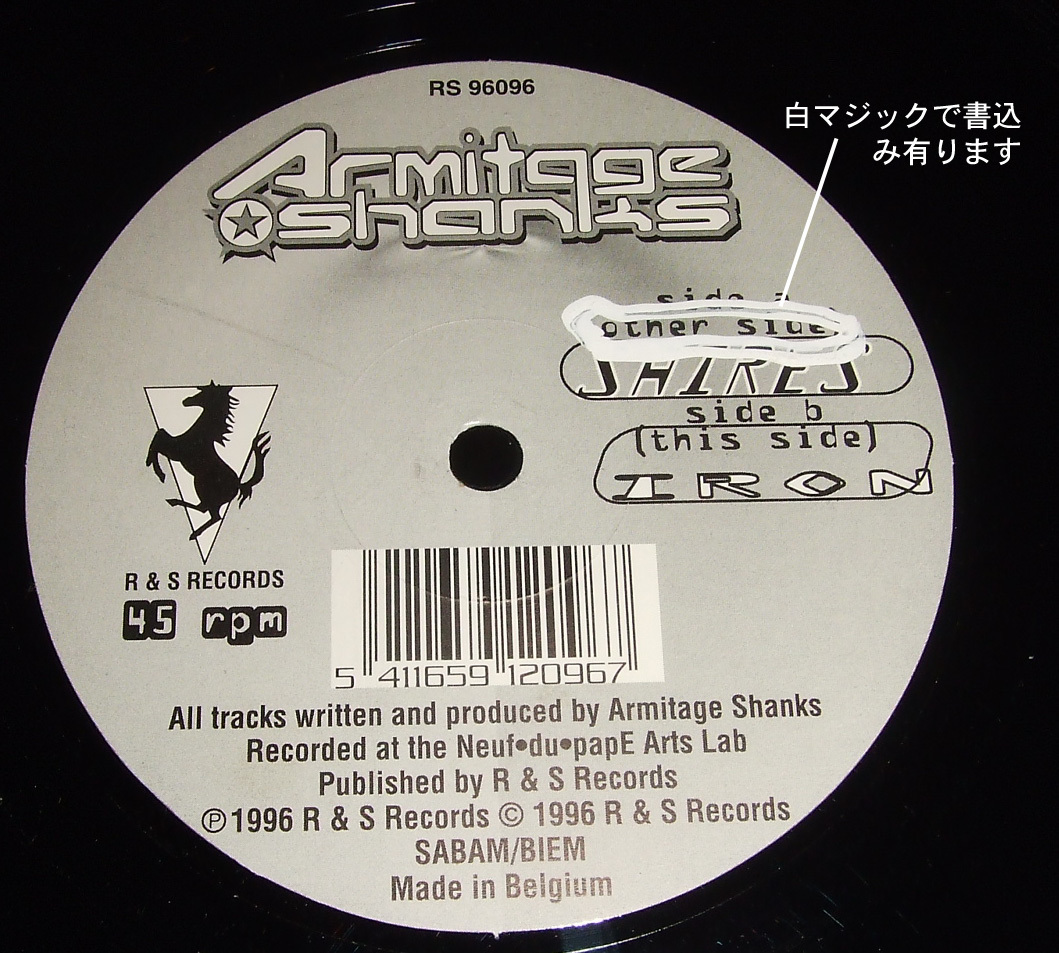 RS 96096
Armitage
shanks
白マジックで書込
み有ります
side a
other side
SHIRES
side b
(this side)
IRON
R & S RECORDS
45 rpm
5 411659 120967
All tracks written and produced by Armitage Shanks
Recorded at the Neuf•du•papE Arts Lab
Published by R & S Records
℗1996 R & S Records © 1996 R & S Records
SABAM/BIEM
Made in Belgium